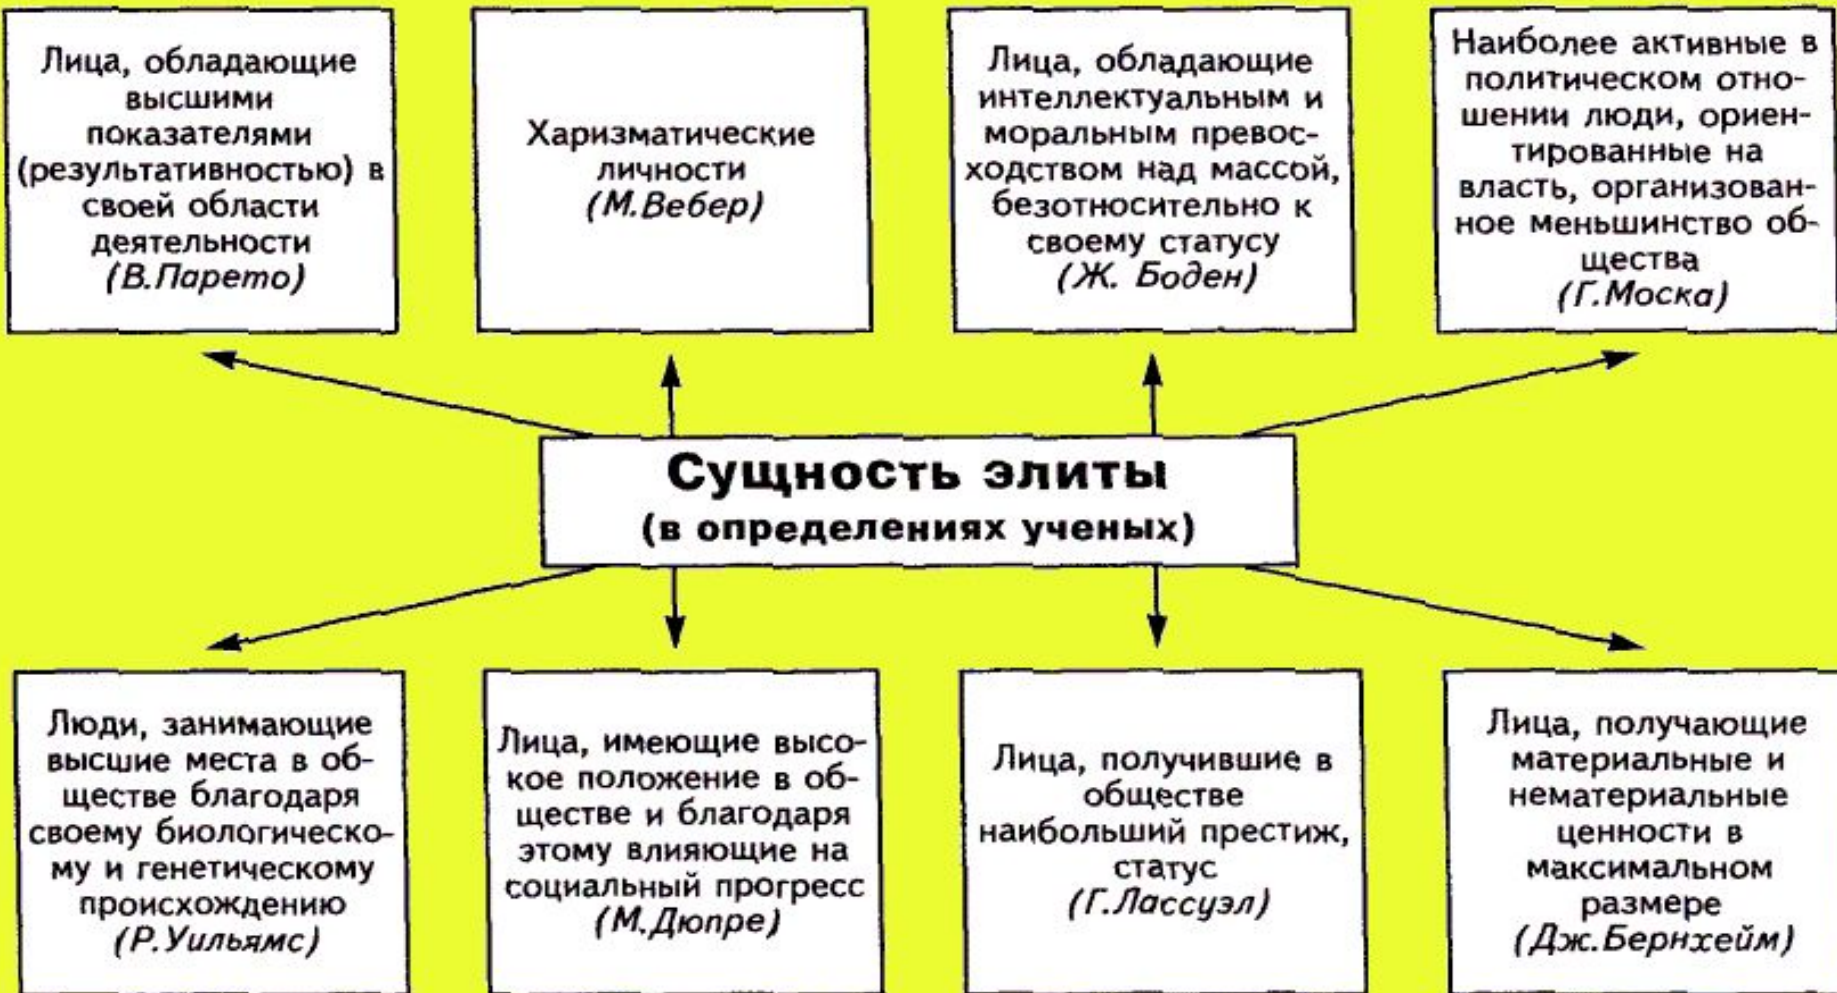 Лица, обладающие
высшими
показателями
(результативностью) в
своей области
деятельности
(В.Парето)
Харизматические
личности
(М.Вебер)
Лица, обладающие
интеллектуальным и
моральным превос-
ходством над массой,
безотносительно к
своему статусу
(Ж. Боден)
Наиболее активные в
политическом отно-
шении люди, ориен-
тированные на
власть, организован-
ное меньшинство об-
щества
(Г.Моска)
Сущность элиты
(в определениях ученых)
Люди, занимающие
высшие места в об-
ществе благодаря
своему биологическо-
му и генетическому
происхождению
(Р.Уильямс)
Лица, имеющие высо-
кое положение в об-
ществе и благодаря
этому влияющие на
социальный прогресс
(М.Дюпре)
Лица, получившие в
обществе
наибольший престиж,
статус
(Г.Лассуэл)
Лица, получающие
материальные и
нематериальные
ценности в
максимальном
размере
(Дж.Бернхейм)